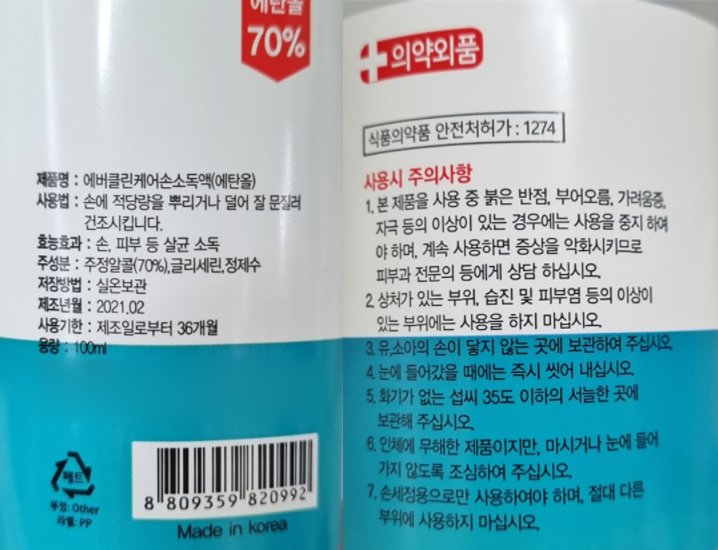 에탄올
70%
제품명 : 에버클린케어손소독액(에탄올)
사용법 : 손에 적당량을 뿌리거나 덜어 잘 문질러
건조시킵니다.
효능효과 : 손, 피부 등 살균 소독
주성분 : 주정알콜(70%),글리세린,정제수
저장방법 : 실온보관
제조년월 : 2021.02
사용기한 : 제조일로부터 36개월
용량 : 100ml
페트
뚜껑: Other
라벨: PP
8 809359 820992
Made in korea
의약외품
식품의약품 안전처허가 : 1274
사용시 주의사항
1. 본 제품을 사용 중 붉은 반점, 부어오름, 가려움증,
자극 등의 이상이 있는 경우에는 사용을 중지 하여
야 하며, 계속 사용하면 증상을 악화시키므로
피부과 전문의 등에게 상담 하십시오.
2. 상처가 있는 부위, 습진 및 피부염 등의 이상이
있는 부위에는 사용을 하지 마십시오.
3. 유,소아의 손이 닿지 않는 곳에 보관하여 주십시오.
4. 눈에 들어갔을 때에는 즉시 씻어 내십시오.
5. 화기가 없는 섭씨 35도 이하의 서늘한 곳에
보관해 주십시오.
6. 인체에 무해한 제품이지만, 마시거나 눈에 들어
가지 않도록 조심하여 주십시오.
7. 손세정용으로만 사용하여야 하며, 절대 다른
부위에 사용하지 마십시오.